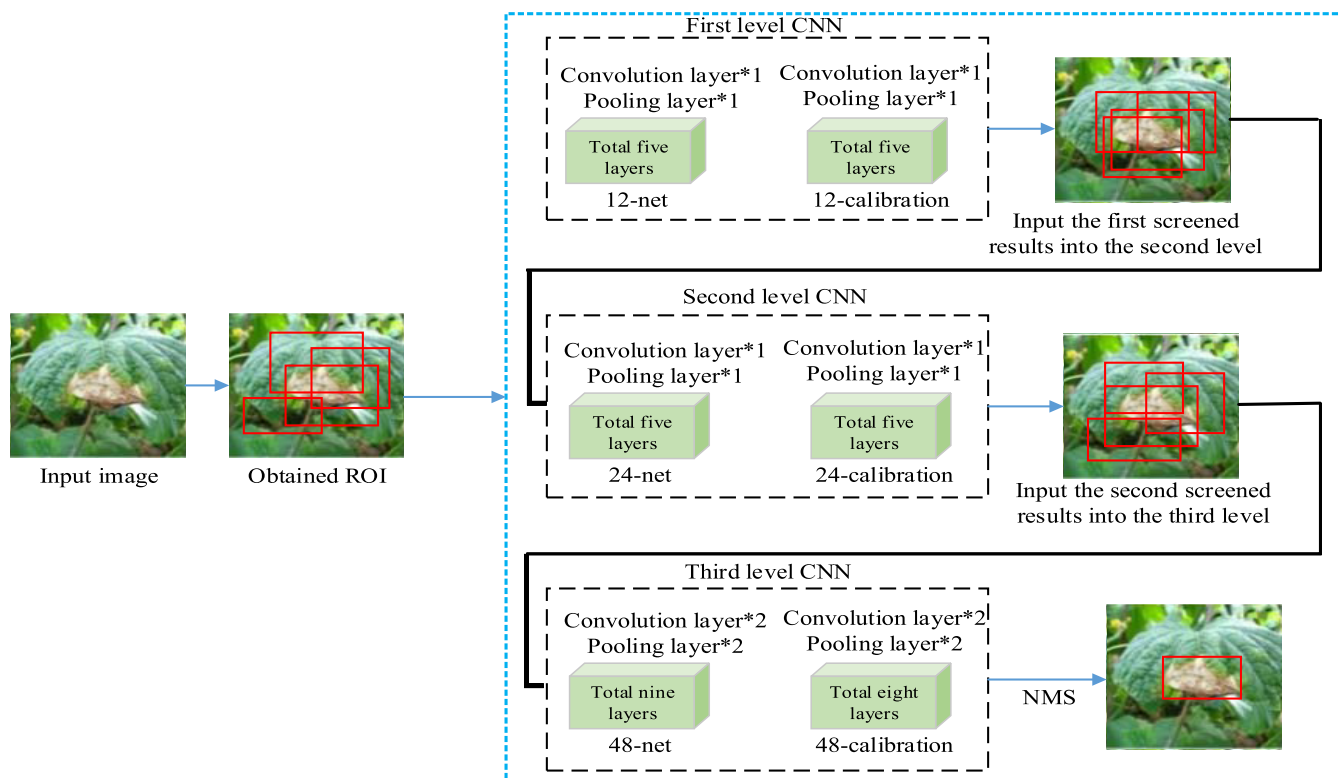 First level CNN
Convolution layer*1
Pooling layer*1
Total five
layers
12-net
Convolution layer*1
Pooling layer*1
Total five
layers
12-calibration
Input the first screened
results into the second level
Input image
Obtained ROI
Second level CNN
Convolution layer*1
Pooling layer*1
Total five
layers
24-net
Convolution layer*1
Pooling layer*1
Total five
layers
24-calibration
Input the second screened
results into the third level
Third level CNN
Convolution layer*2
Pooling layer*2
Total nine
layers
48-net
Convolution layer*2
Pooling layer*2
Total eight
layers
48-calibration
NMS